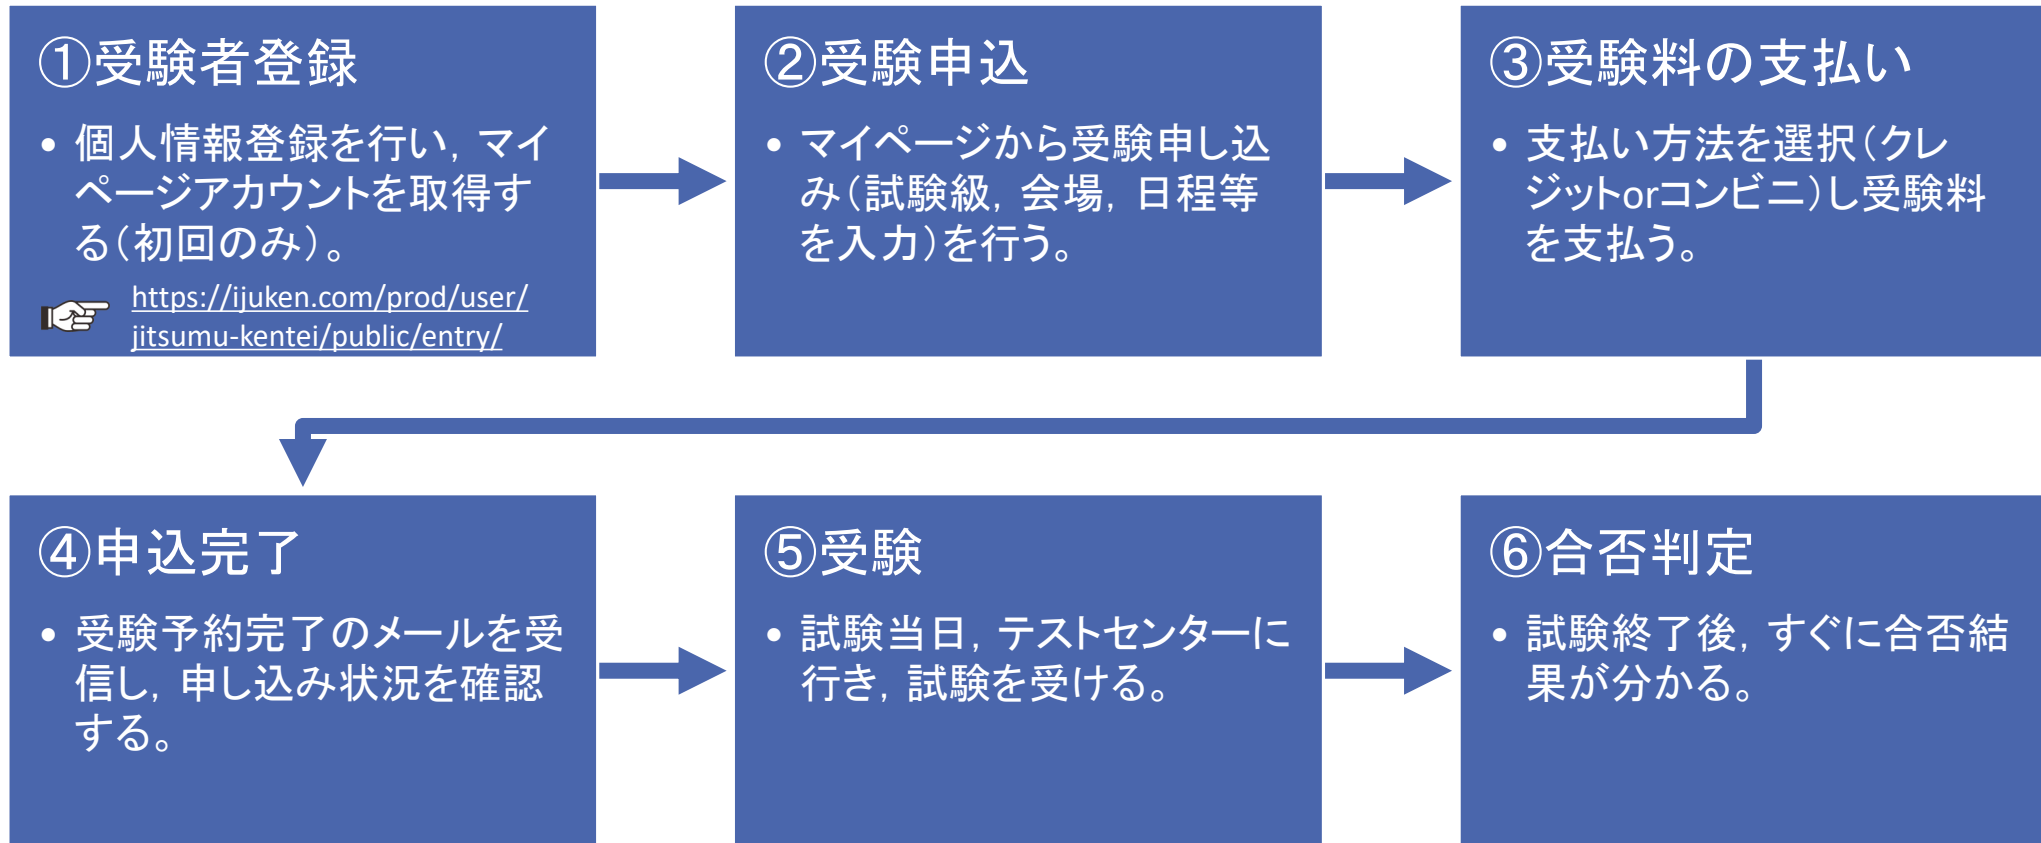 ①受験者登録
• 個人情報登録を行い，マイ
ページアカウントを取得す
る（初回のみ）。
https://ijuken.com/prod/user/
jitsumu-kentei/public/entry/
②受験申込
• マイページから受験申し込
み（試験級，会場，日程等
を入力）を行う。
③受験料の支払い
• 支払い方法を選択（クレ
ジットorコンビニ）し受験料
を支払う。
④申込完了
• 受験予約完了のメールを受
信し，申し込み状況を確認
する。
⑤受験
• 試験当日，テストセンターに
行き，試験を受ける。
⑥合否判定
• 試験終了後，すぐに合否結
果が分かる。